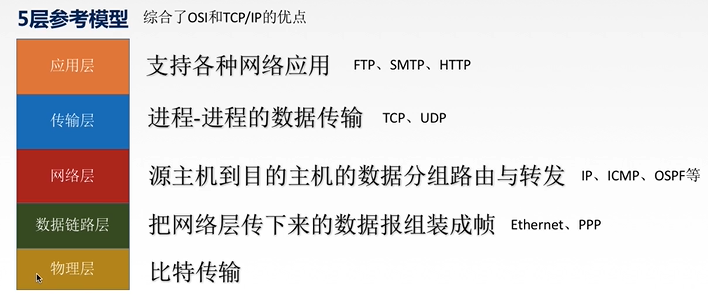 5层参考模型 综合了OSI和TCP/IP的优点
应用层 支持各种网络应用 FTP、SMTP、HTTP
传输层 进程-进程的数据传输 TCP、UDP
网络层 源主机到目的主机的数据分组路由与转发 IP、ICMP、OSPF等
数据链路层 把网络层传下来的数据报组装成帧 Ethernet、PPP
物理层 比特传输